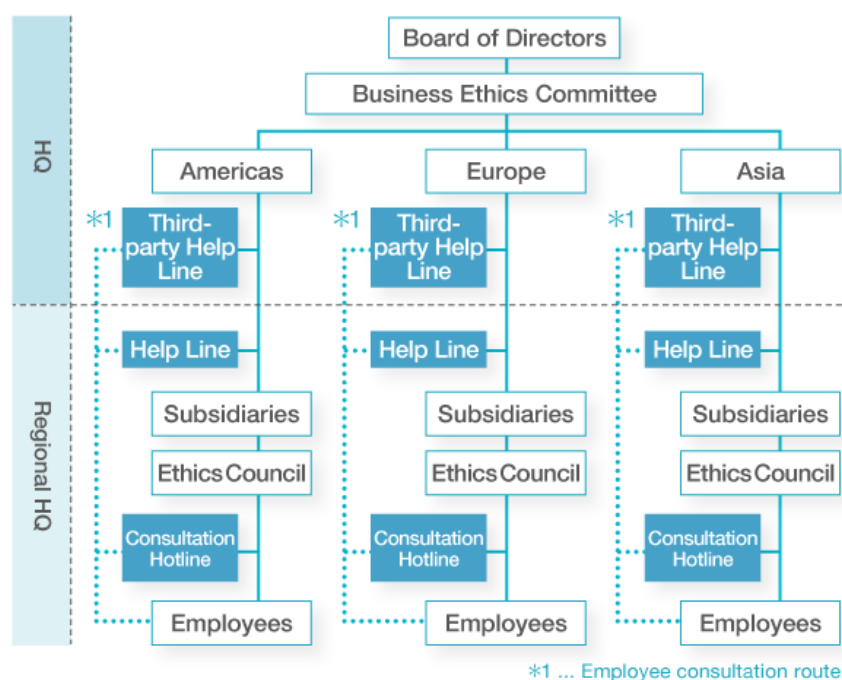 Board of Directors
Business Ethics Committee
HQ
Americas
Europe
Asia
*1
Third-
party Help
Line
*1
Third-
party Help
Line
*1
Third-
party Help
Line
Regional HQ
Help Line
Help Line
Help Line
Subsidiaries
Subsidiaries
Subsidiaries
Ethics Council
Ethics Council
Ethics Council
Consultation
Hotline
Consultation
Hotline
Consultation
Hotline
Employees
Employees
Employees
*1 ... Employee consultation route